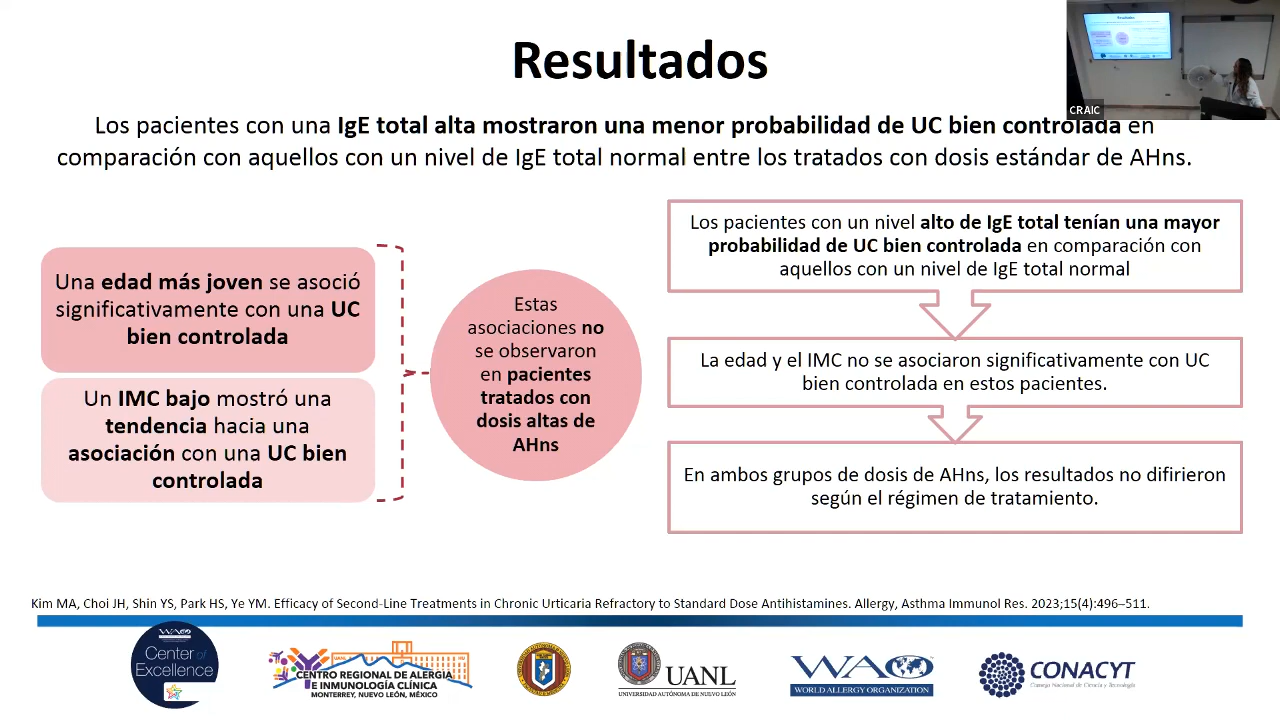 Resultados
CRAIC
Los pacientes con una IgE total alta mostraron una menor probabilidad de UC bien controlada en
comparación con aquellos con un nivel de IgE total normal entre los tratados con dosis estándar de AHns.
Una edad más joven se asoció
significativamente con una UC
bien controlada
Un IMC bajo mostró una
tendencia hacia una
asociación con una UC bien
controlada
Estas
asociaciones no
se observaron
en pacientes
tratados con
dosis altas de
AHns
Los pacientes con un nivel alto de IgE total tenían una mayor
probabilidad de UC bien controlada en comparación con
aquellos con un nivel de IgE total normal
La edad y el IMC no se asociaron significativamente con UC
bien controlada en estos pacientes.
En ambos grupos de dosis de AHns, los resultados no difirieron
según el régimen de tratamiento.
Kim MA, Choi JH, Shin YS, Park HS, Ye YM. Efficacy of Second-Line Treatments in Chronic Urticaria Refractory to Standard Dose Antihistamines. Allergy, Asthma Immunol Res. 2023;15(4):496–511.
WAO
Center of
Excellence
CENTRO REGIONAL DE ALERGIA
E INMUNOLOGÍA CLÍNICA
MONTERREY, NUEVO LEÓN, MÉXICO
UANL
UNIVERSIDAD AUTÓNOMA DE NUEVO LEÓN
WAO
WORLD ALLERGY ORGANIZATION
CONACYT
Consejo Nacional de Ciencia y Tecnología